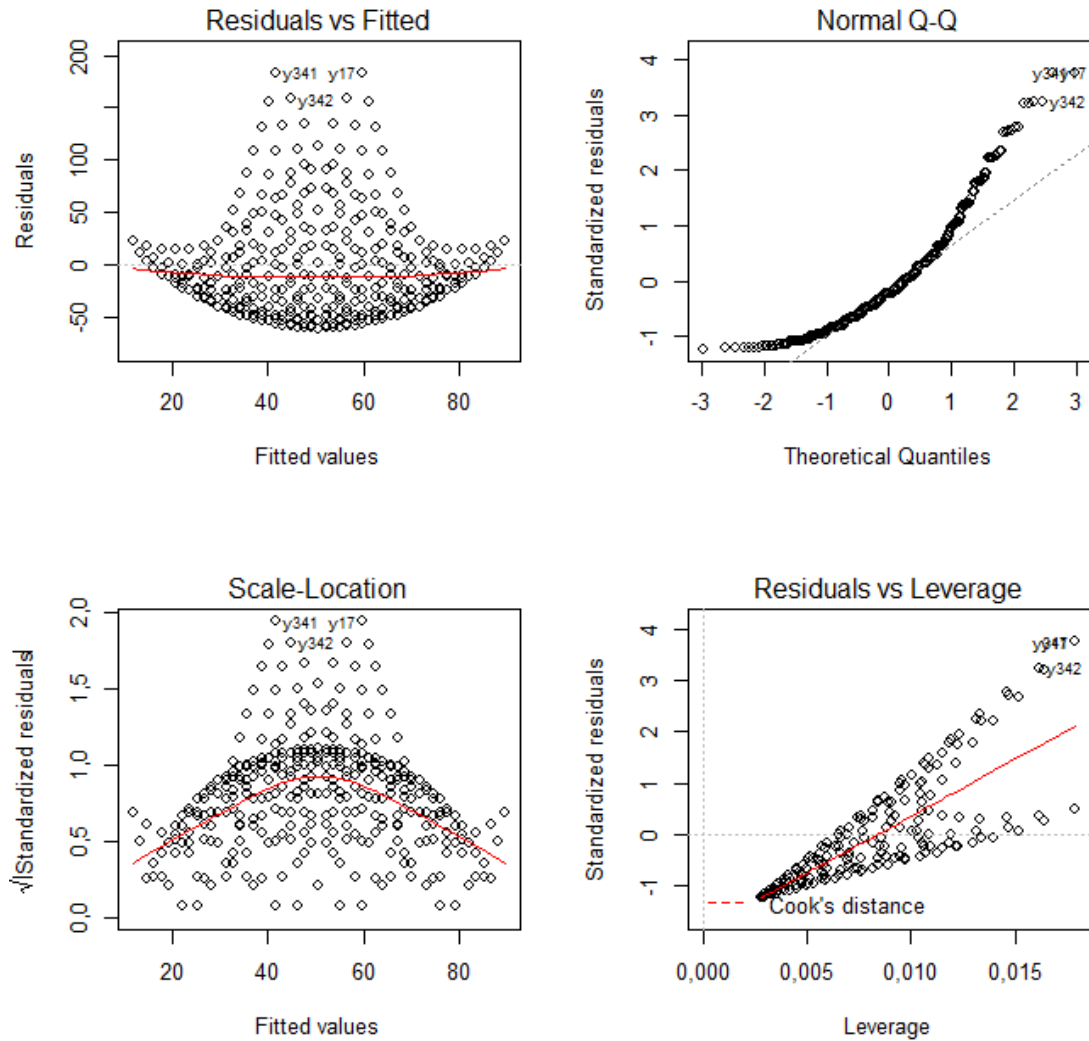 Residuals vs Fitted
Residuals
200
150
100
50
0
-50
y341
y17
y342
20
40
60
80
Fitted values
Normal Q-Q
Standardized residuals
4
3
2
1
0
-1
y341
y17
y342
-3
-2
-1
0
1
2
3
Theoretical Quantiles
Scale-Location
√|Standardized residuals|
2,0
1,5
1,0
0,5
0,0
y341
y17
y342
20
40
60
80
Fitted values
Residuals vs Leverage
Standardized residuals
4
3
2
1
0
-1
y342
Cook's distance
0,000
0,005
0,010
0,015
Leverage